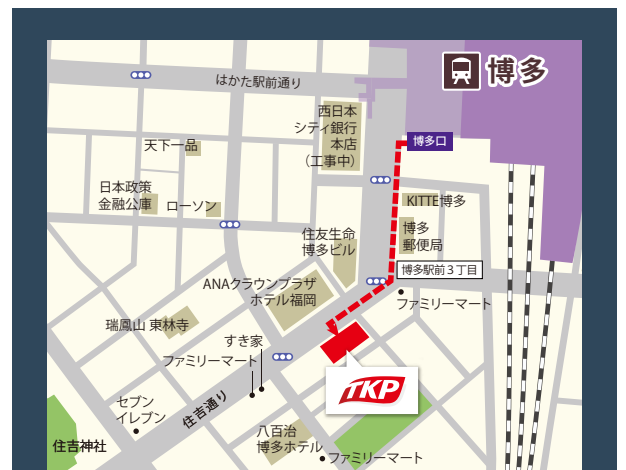 博多
はかた駅前通り
西日本
シティ銀行
本店
(工事中)
博多口
天下一品
日本政策
金融公庫
ローソン
KITTE博多
博多
郵便局
住友生命
博多ビル
博多駅前3丁目
ANAクラウンプラザ
ホテル福岡
ファミリーマート
瑞鳳山 東林寺
すき家
ファミリーマート
TKP
セブン
イレブン
住吉通り
八百治
博多ホテル
住吉神社
ファミリーマート